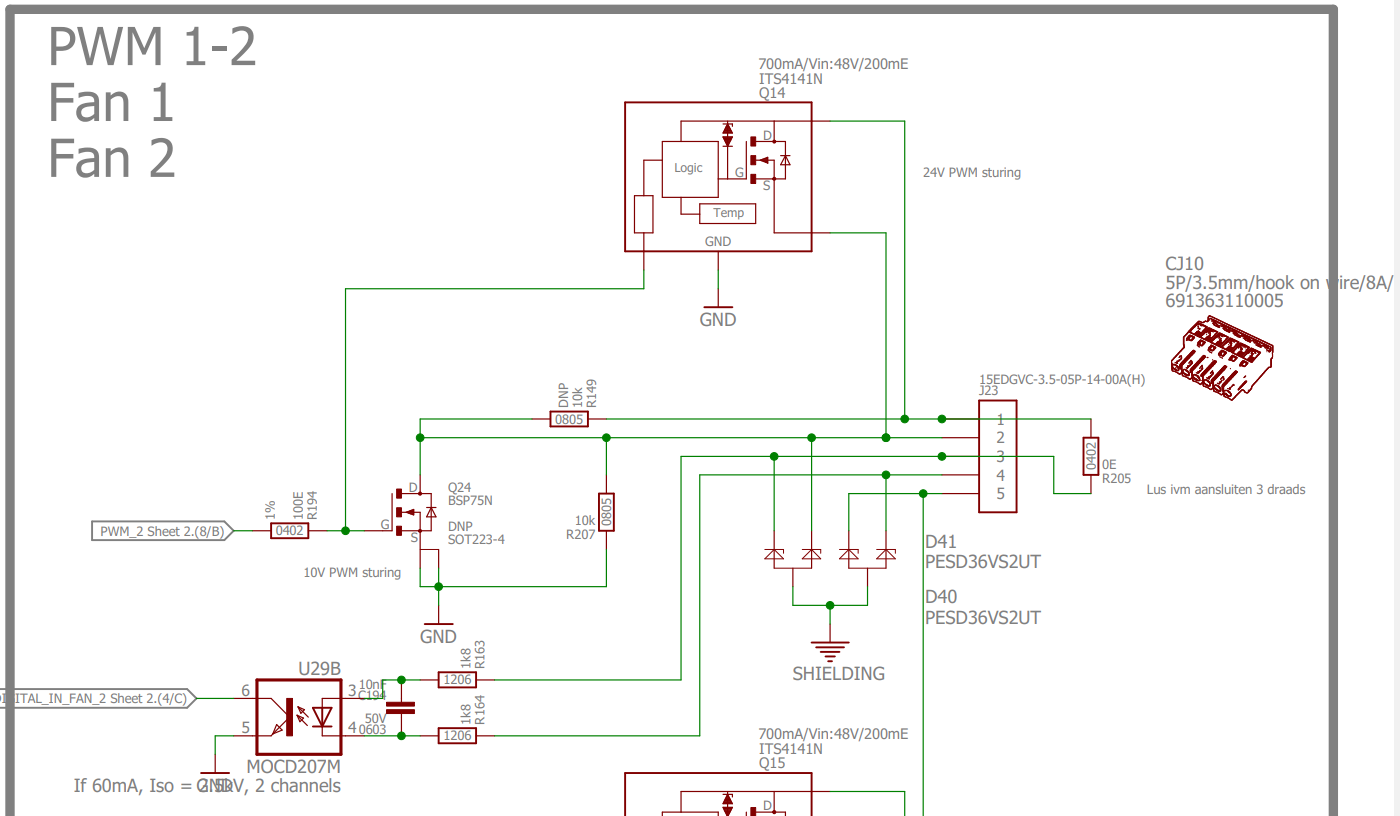 PWM 1-2
Fan 1
Fan 2
700mA/Vin:48V/200mE
ITS4141N
Q14
D
Logic
G
S
Temp
GND
GND
24V PWM sturing
CJ10
5P/3.5mm/hook on wire/8A/
691363110005
15EDGVC-3.5-05P-14-00A(H)
J23
1
2
3
4
5
0402
0E
R205
Lus ivm aansluiten 3 draads
DNP
10k
R149
0805
D
G
S
Q24
BSP75N
DNP
SOT223-4
10k
R207
0805
1%
100E
R194
0402
PWM_2 Sheet 2.(8/B)
10V PWM sturing
GND
D41
PESD36VS2UT
D40
PESD36VS2UT
SHIELDING
1k8
R163
1206
1k8
R164
1206
U29B
6
5
3
4
10nF
C194
50V
0603
ITAL_IN_FAN_2 Sheet 2.(4/C)
MOCD207M
GND
If 60mA, Iso = 2.5kV, 2 channels
700mA/Vin:48V/200mE
ITS4141N
Q15
D